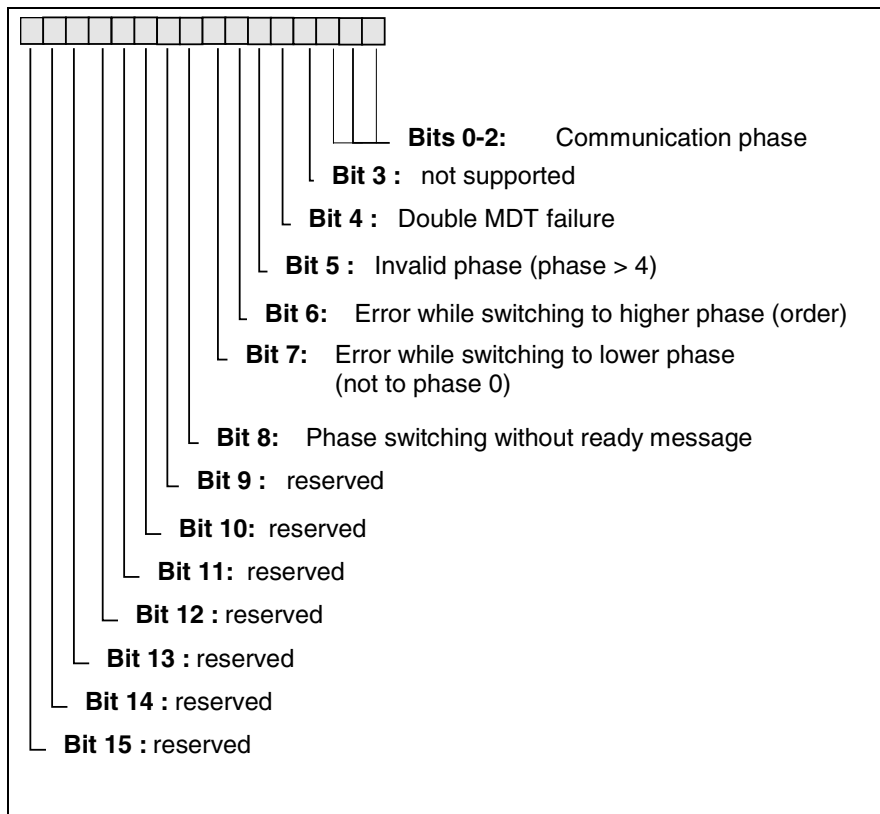 Bits 0-2: Communication phase
Bit 3 : not supported
Bit 4 : Double MDT failure
Bit 5 : Invalid phase (phase > 4)
Bit 6: Error while switching to higher phase (order)
Bit 7: Error while switching to lower phase
(not to phase 0)
Bit 8: Phase switching without ready message
Bit 9 : reserved
Bit 10: reserved
Bit 11: reserved
Bit 12 : reserved
Bit 13 : reserved
Bit 14 : reserved
Bit 15 : reserved